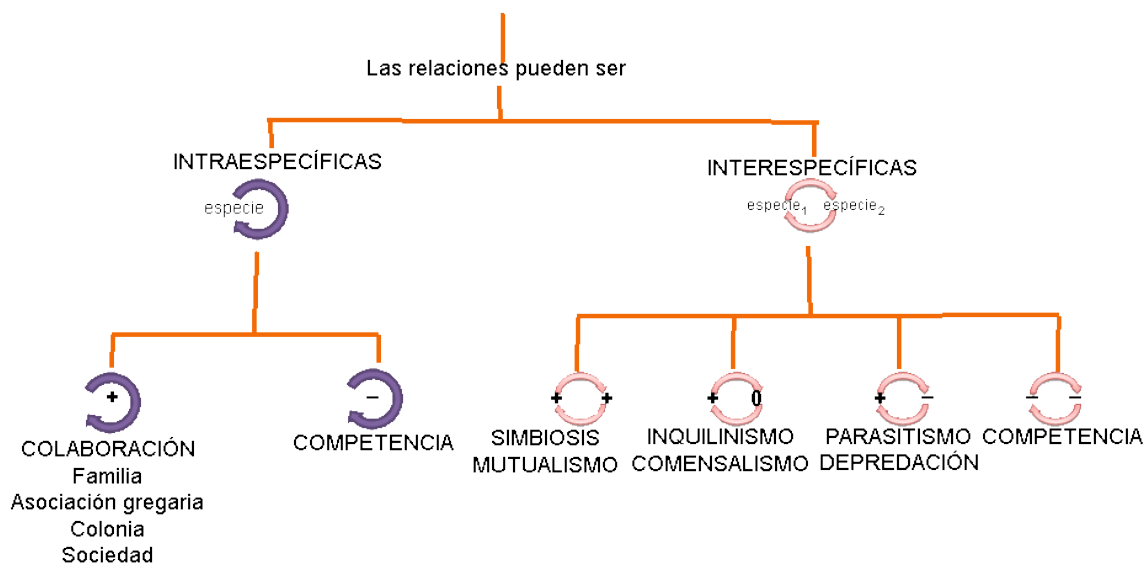 Las relaciones pueden ser
INTRAESPECÍFICAS
especie
INTERESPECÍFICAS
especie₁ especie₂
+
COLABORACIÓN
Familia
Asociación gregaria
Colonia
Sociedad
–
COMPETENCIA
+ +
SIMBIOSIS
MUTUALISMO
+ 0
INQUILINISMO
COMENSALISMO
+ –
PARASITISMO
DEPREDACIÓN
– –
COMPETENCIA